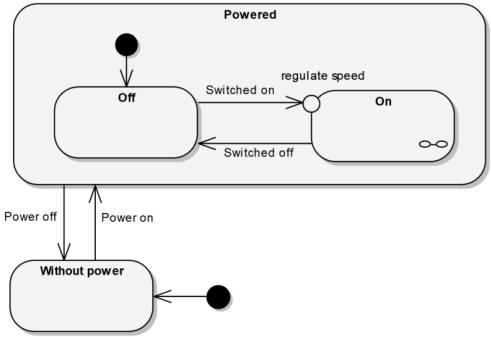 Powered
Off
Switched on
regulate speed
On
Switched off
Power off
Power on
Without power